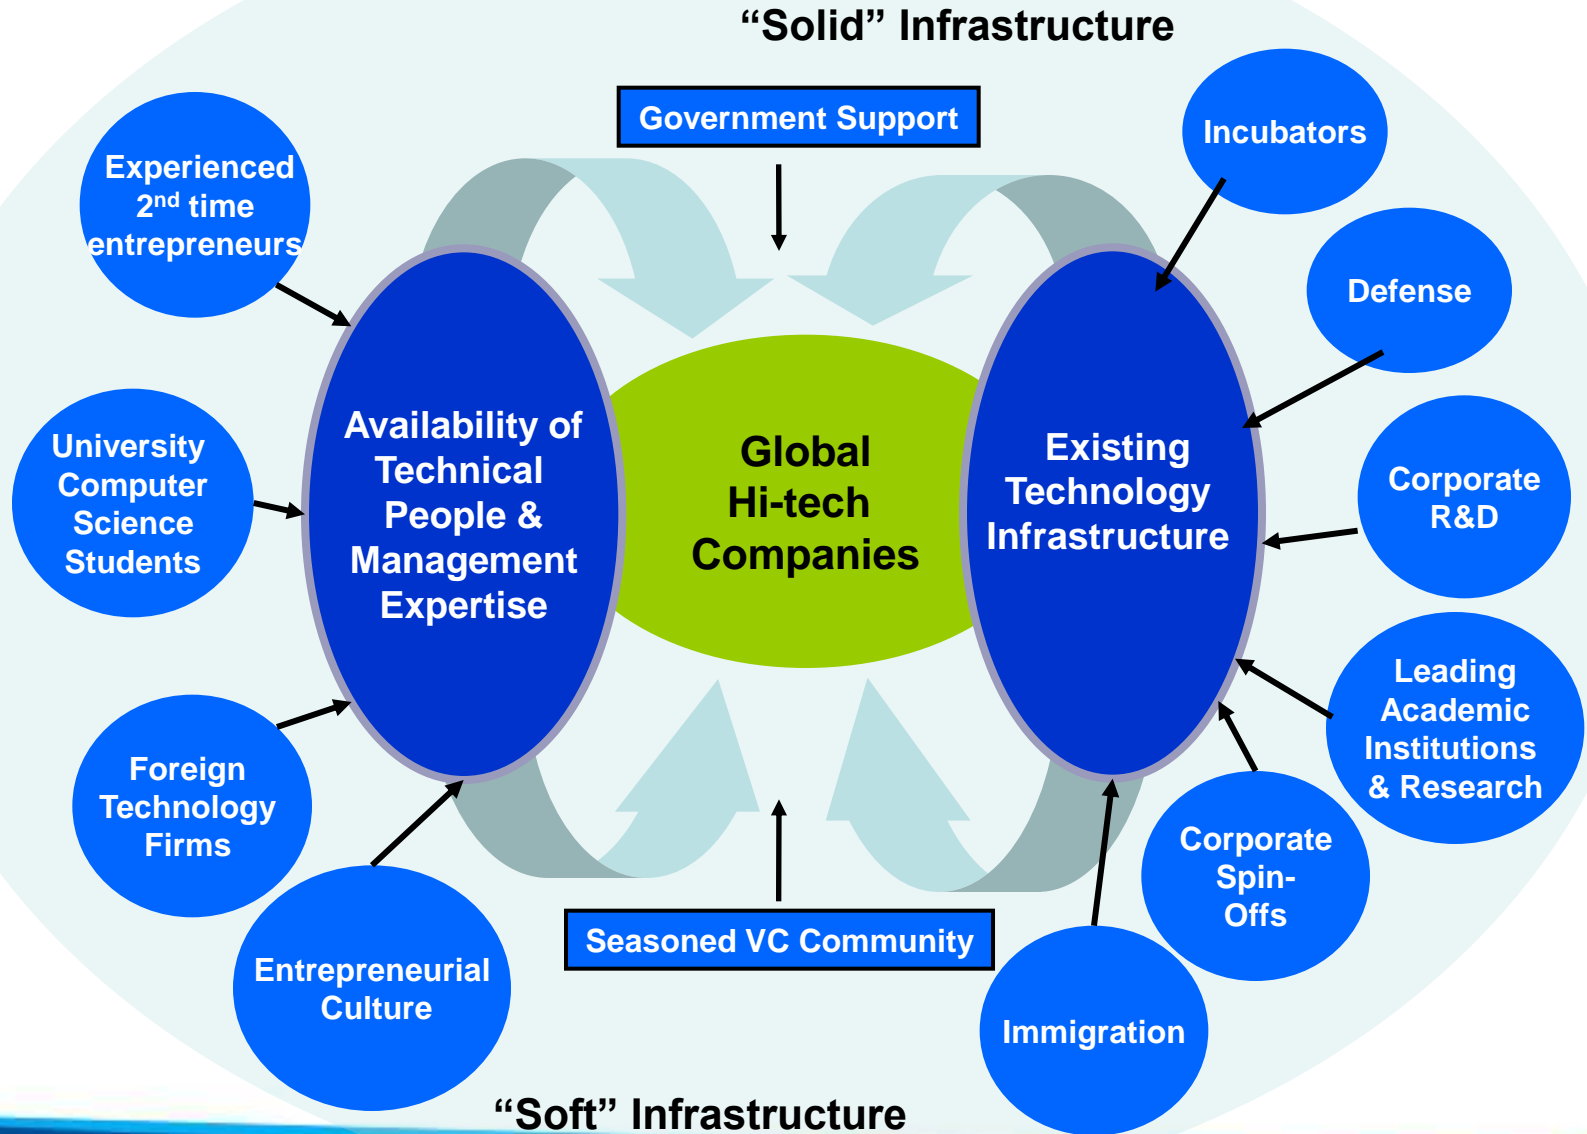 “Solid” Infrastructure
Government Support
Incubators
Experienced
2nd time
entrepreneurs
Defense
University
Computer
Science
Students
Availability of
Technical
People &
Management
Expertise
Global
Hi-tech
Companies
Existing
Technology
Infrastructure
Corporate
R&D
Leading
Academic
Institutions
& Research
Foreign
Technology
Firms
Corporate
Spin-
Offs
Seasoned VC Community
Entrepreneurial
Culture
Immigration
“Soft” Infrastructure